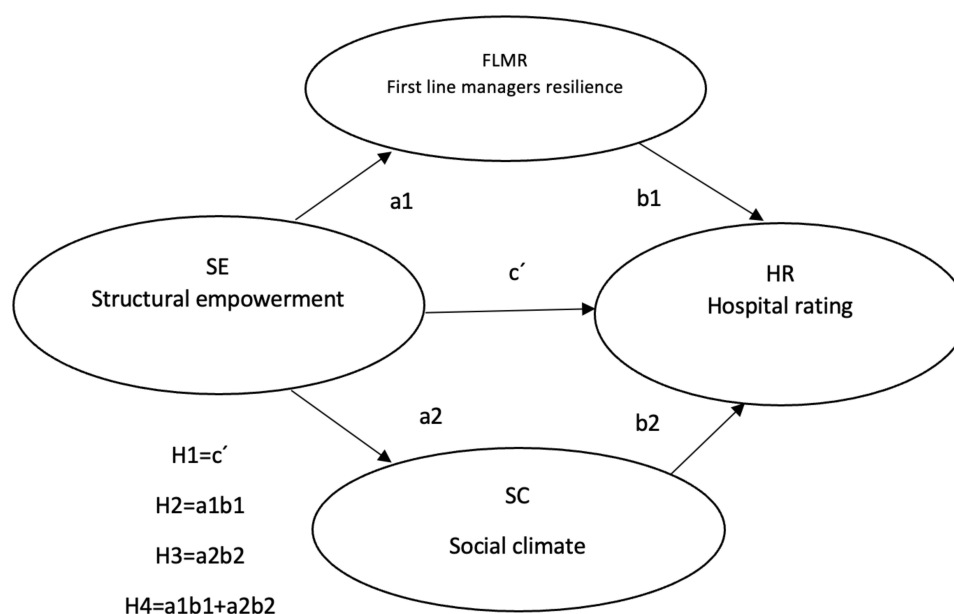 FLMR
First line managers resilience
a1
b1
SE
Structural empowerment
c´
HR
Hospital rating
a2
b2
H1=c´
H2=a1b1
H3=a2b2
H4=a1b1+a2b2
SC
Social climate